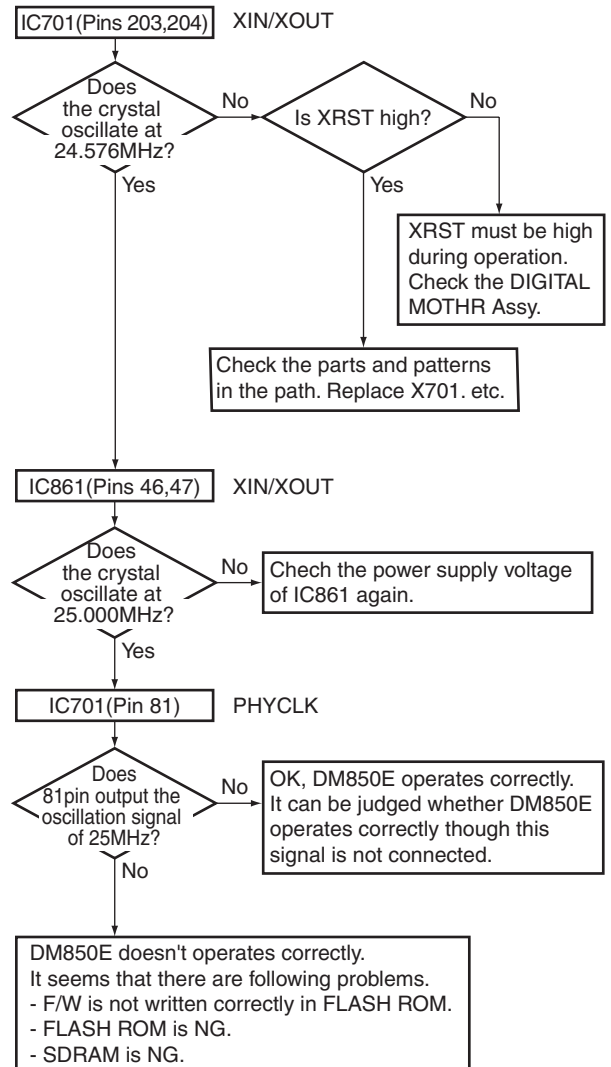 IC701(Pins 203,204) XIN/XOUT
Does
the crystal
oscillate at
24.576MHz?
No
Is XRST high?
No
Yes
Yes
XRST must be high
during operation.
Check the DIGITAL
MOTHR Assy.
Check the parts and patterns
in the path. Replace X701. etc.
IC861(Pins 46,47) XIN/XOUT
Does
the crystal
oscillate at
25.000MHz?
No
Chech the power supply voltage
of IC861 again.
Yes
IC701(Pin 81) PHYCLK
Does
81pin output the
oscillation signal
of 25MHz?
No
OK, DM850E operates correctly.
It can be judged whether DM850E
operates correctly though this
signal is not connected.
No
DM850E doesn't operates correctly.
It seems that there are following problems.
- F/W is not written correctly in FLASH ROM.
- FLASH ROM is NG.
- SDRAM is NG.